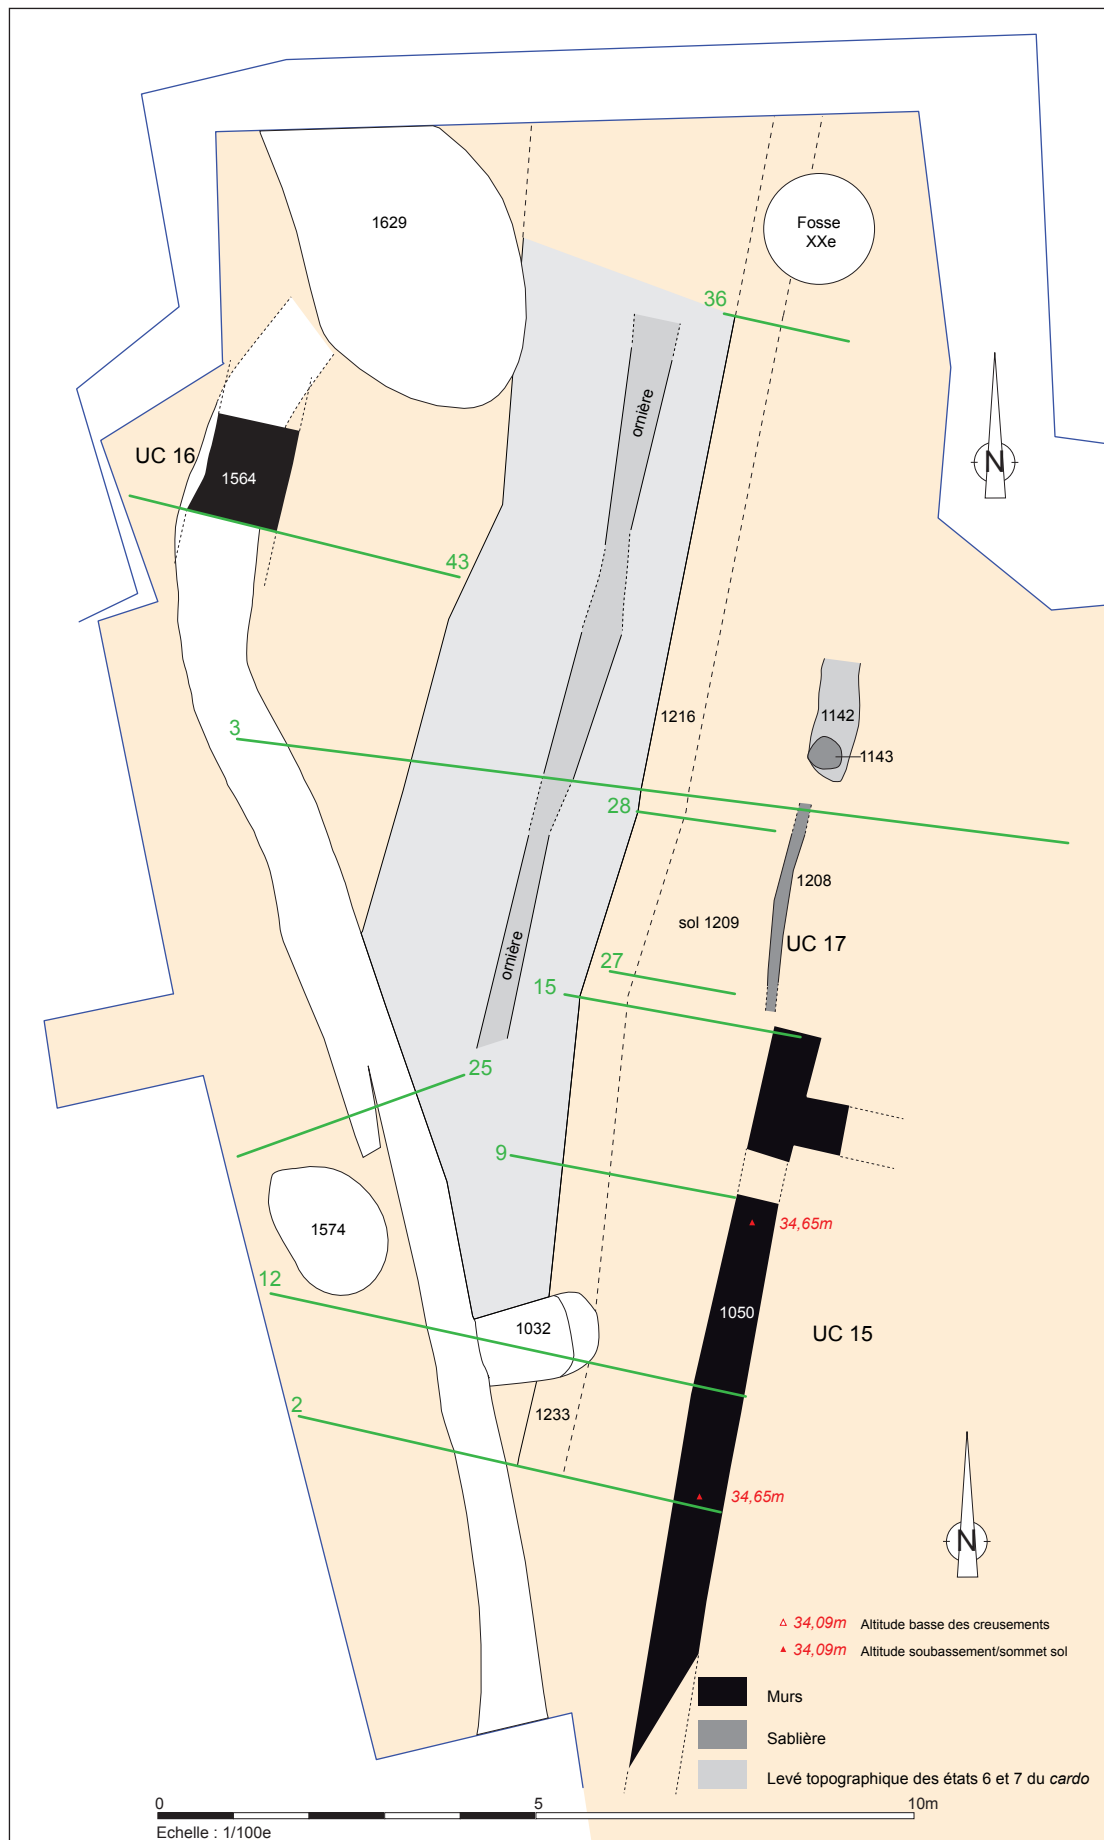 1629
Fosse
XXe
36
ornière
N
UC 16
1564
43
1216
1142
1143
3
28
1208
sol 1209
UC 17
ornière
27
15
25
9
34,65m
1574
12
1050
1032
UC 15
2
1233
34,65m
N
34,09m Altitude basse des creusements
34,09m Altitude soubassement/sommet sol
Murs
Sablière
Levé topographique des états 6 et 7 du cardo
0 5 10m
Echelle : 1/100e